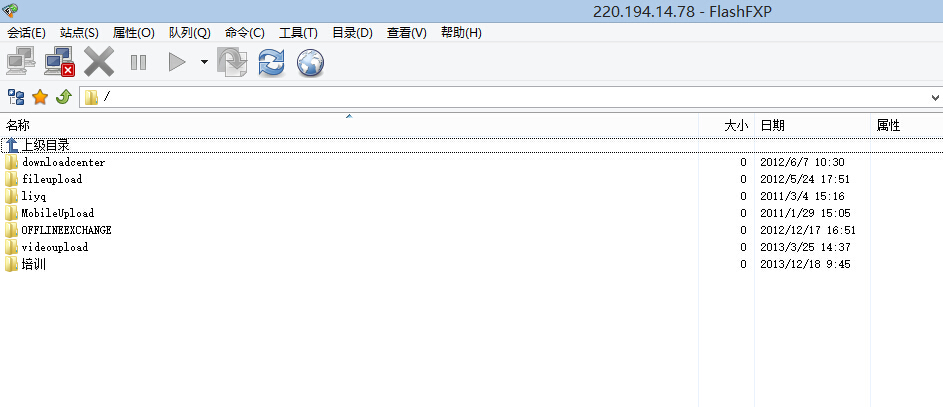 220.194.14.78 - FlashFXP
会话(E) 站点(S) 属性(O) 队列(Q) 命令(C) 工具(T) 目录(D) 查看(V) 帮助(H)
/
名称 大小 日期 属性
上级目录
downloadcenter 0 2012/6/7 10:30
fileupload 0 2012/5/24 17:51
liyq 0 2011/3/4 15:16
MobileUpload 0 2011/1/29 15:05
OFFLINEEXCHANGE 0 2012/12/17 16:51
videoupload 0 2013/3/25 14:37
培训 0 2013/12/18 9:45